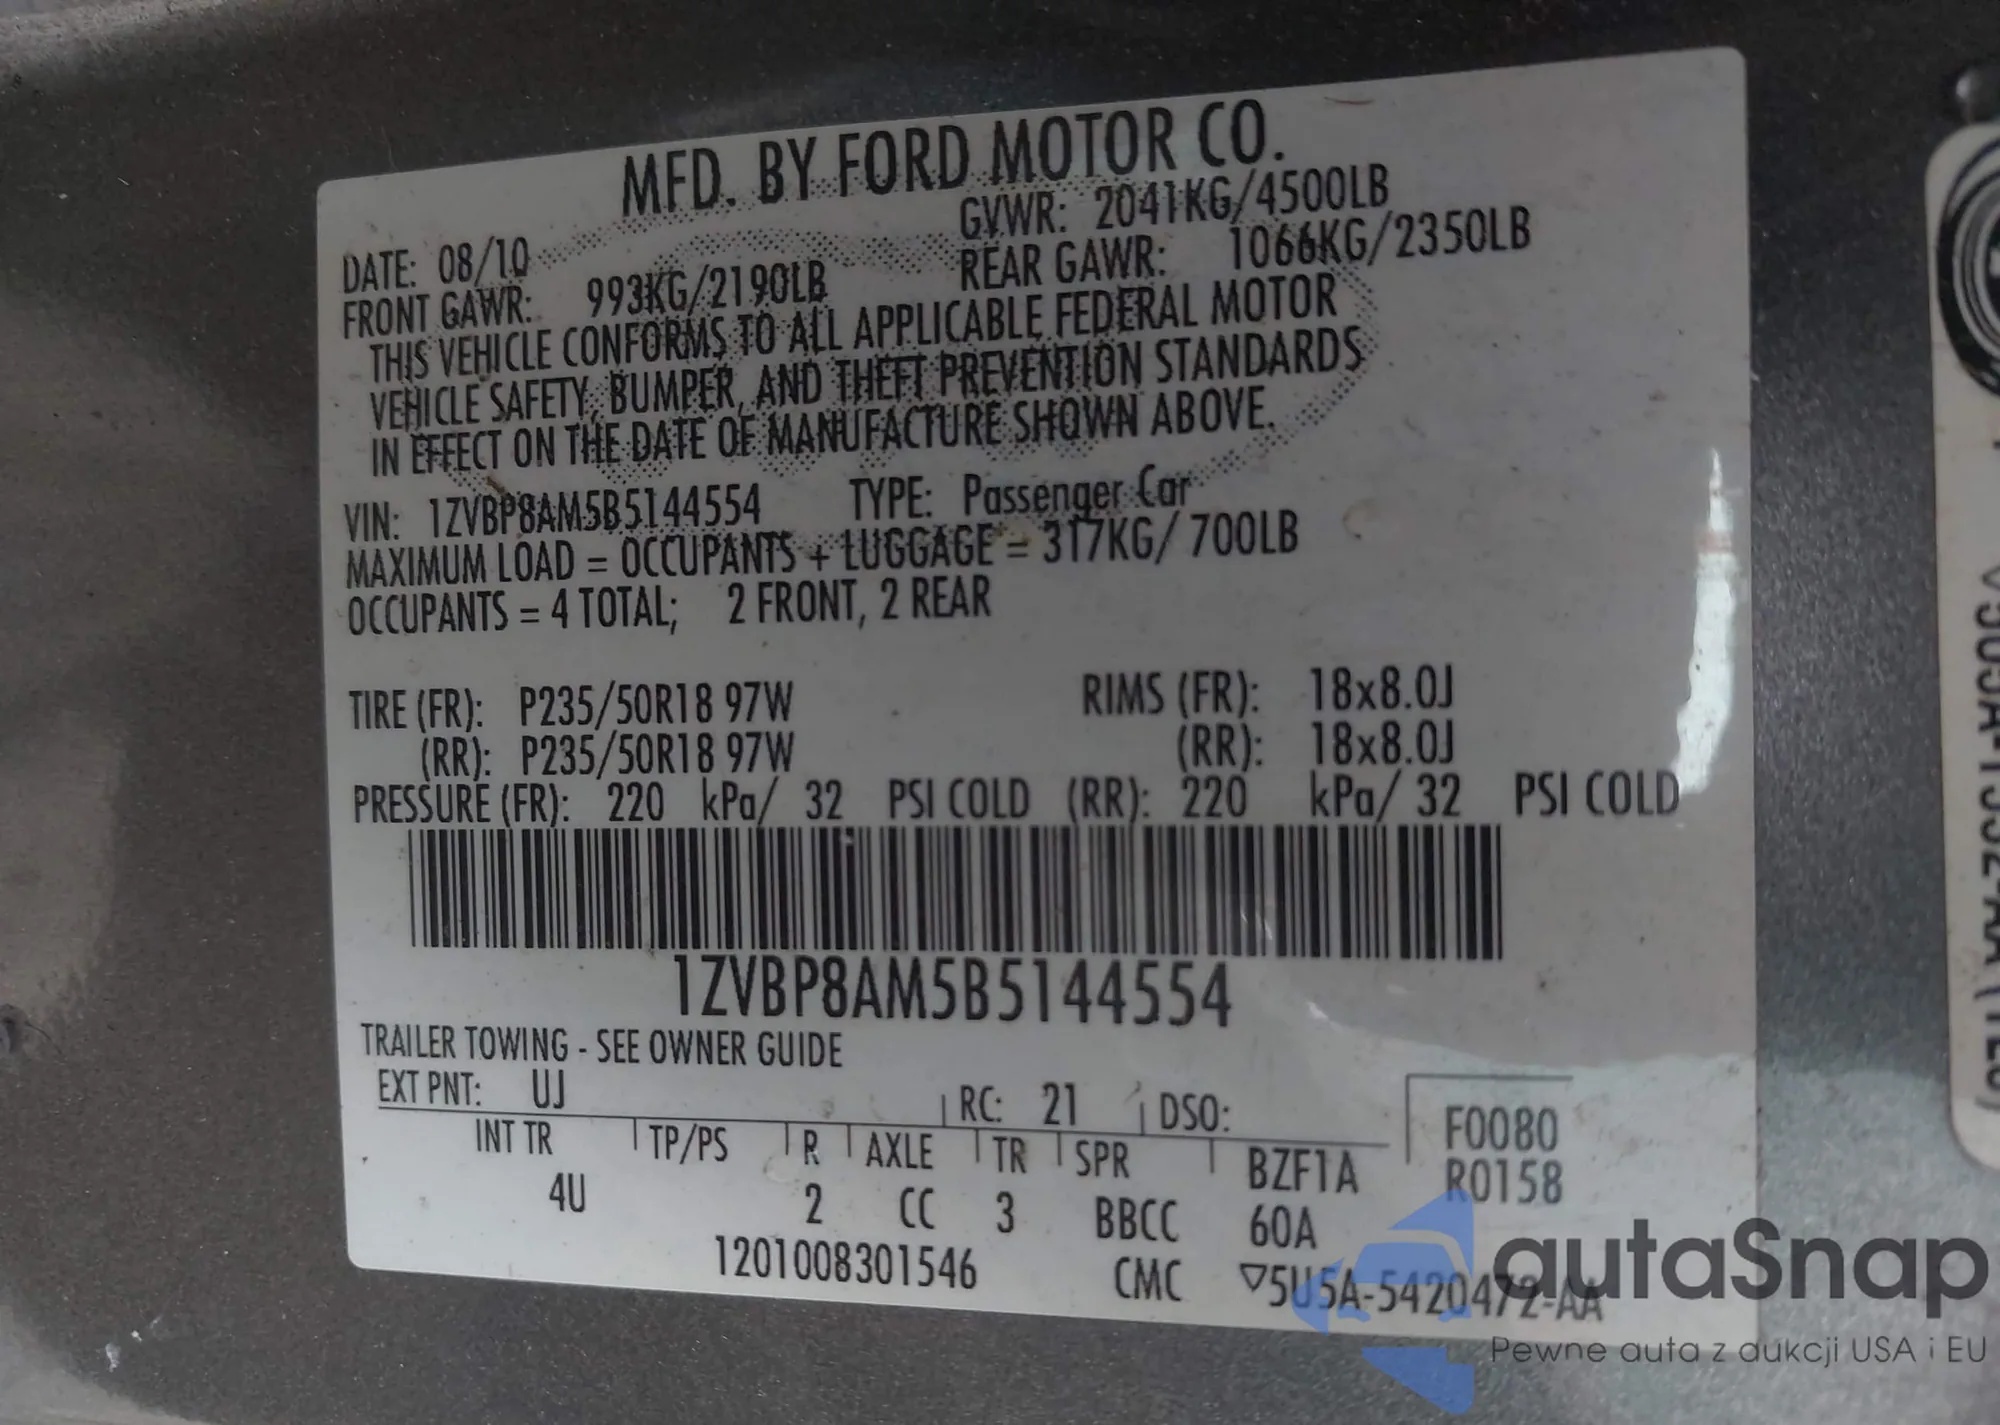 MFD. BY FORD MOTOR CO.
DATE: 08/10 GVWR: 2041KG/4500LB
FRONT GAWR: 993KG/2190LB REAR GAWR: 1066KG/2350LB
THIS VEHICLE CONFORMS TO ALL APPLICABLE FEDERAL MOTOR
VEHICLE SAFETY, BUMPER, AND THEFT PREVENTION STANDARDS
IN EFFECT ON THE DATE OF MANUFACTURE SHOWN ABOVE.
VIN: 1ZVBP8AM5B5144554 TYPE: Passenger Car
MAXIMUM LOAD = OCCUPANTS + LUGGAGE = 317KG/ 700LB
OCCUPANTS = 4 TOTAL; 2 FRONT, 2 REAR
TIRE (FR): P235/50R18 97W RIMS (FR): 18x8.0J
(RR): P235/50R18 97W (RR): 18x8.0J
PRESSURE (FR): 220 kPa/ 32 PSI COLD (RR): 220 kPa/ 32 PSI COLD
1ZVBP8AM5B5144554
TRAILER TOWING - SEE OWNER GUIDE
EXT PNT: UJ RC: 21 DSO: F0080
INT TR TP/PS R AXLE TR SPR BZF1A R0158
4U 2 CC 3 BBCC 60A
1201008301546 CMC ▽5U5A-5420472-AA
autaSnap
Pewne auta z aukcji USA i EU